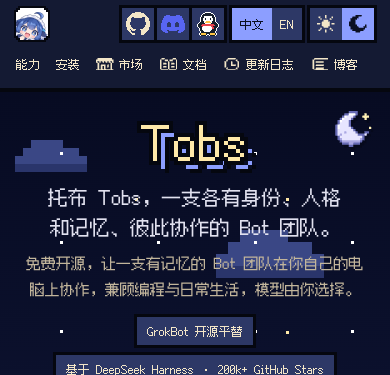 中文 EN
能力 安装 市场 文档 更新日志 博客
Tobs
托布 Tobs，一支各有身份、人格
和记忆、彼此协作的 Bot 团队。
免费开源，让一支有记忆的 Bot 团队在你自己的电
脑上协作，兼顾编程与日常生活，模型由你选择。
GrokBot 开源平替
基于 DeepSeek Harness · 200k+ GitHub Stars